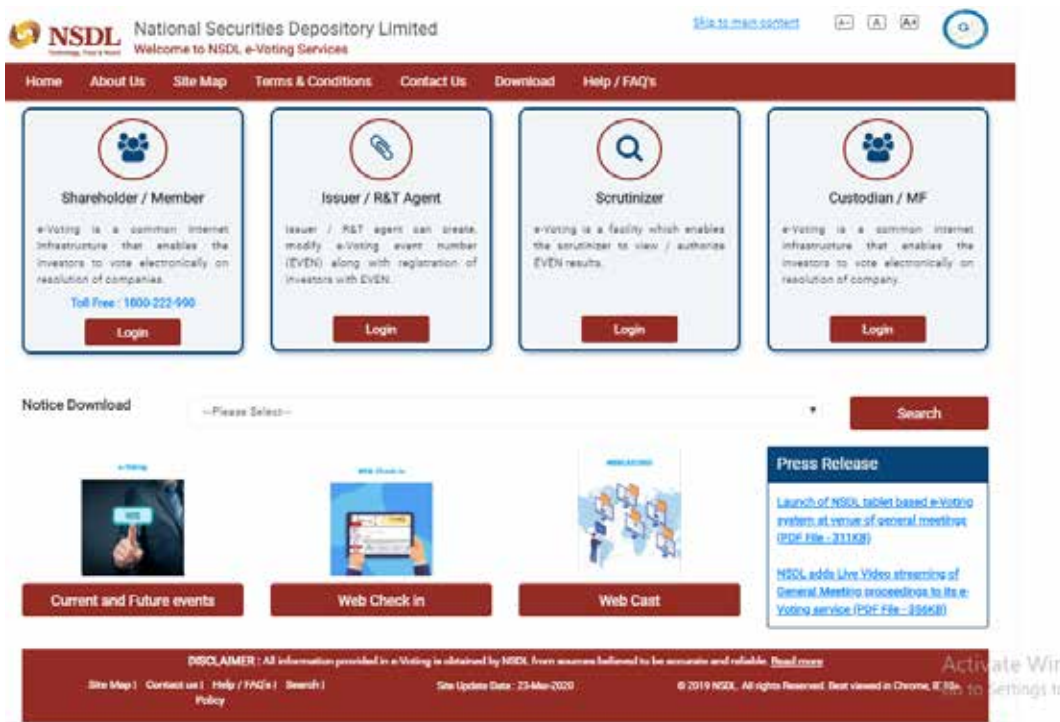 NSDL
Technology, Trust & Reach
National Securities Depository Limited
Welcome to NSDL e-Voting Services
Skip to main content
A-
A
A+
Home About Us Site Map Terms & Conditions Contact Us Download Help / FAQ's
Shareholder / Member
e-Voting is a common internet
infrastructure that enables the
investors to vote electronically on
resolution of companies.
Toll Free : 1800-222-990
Login
Issuer / R&T Agent
Issuer / R&T agent can create,
modify e-Voting event number
(EVEN) along with registration of
investors with EVEN.
Login
Scrutinizer
e-Voting is a facility which enables
the scrutinizer to view / authorise
EVEN results.
Login
Custodian / MF
e-Voting is a common internet
infrastructure that enables the
investors to vote electronically on
resolution of company.
Login
Notice Download
--Please Select--
Search
e-Voting
Current and Future events
Web Check in
Web Check in
Web Cast
Press Release
Launch of NSDL tablet based e-Voting
system at venue of general meetings
(PDF File - 311KB)
NSDL adds Live Video streaming of
General Meeting proceedings to its e-
Voting service (PDF File - 356KB)
DISCLAIMER : All information provided in e-Voting is obtained by NSDL from sources believed to be accurate and reliable. Read more
Site Map | Contact us | Help / FAQ's | Search |
Policy
Site Update Date : 23-Mar-2020
© 2019 NSDL. All rights Reserved. Best viewed in Chrome,
Activate Win
to Settings to